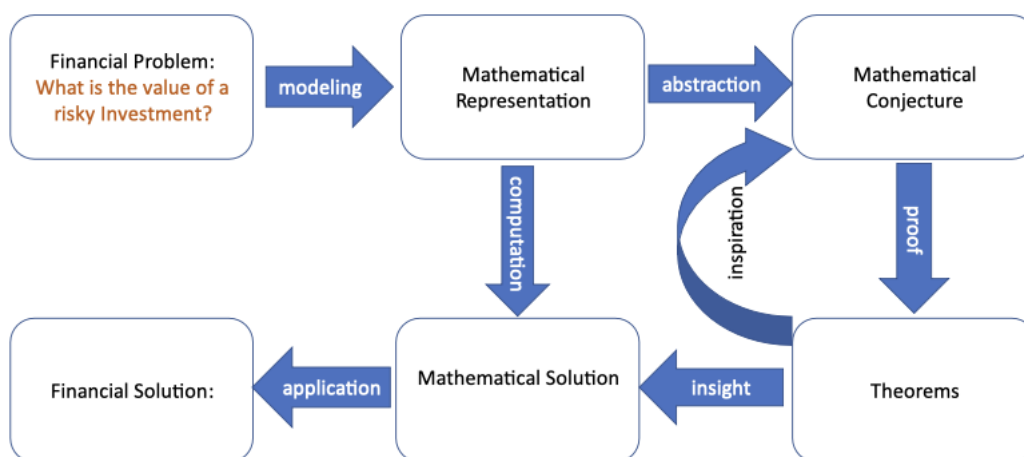 Financial Problem:
What is the value of a
risky Investment?
modeling
Mathematical
Representation
abstraction
Mathematical
Conjecture
computation
inspiration
proof
Financial Solution:
application
Mathematical Solution
insight
Theorems